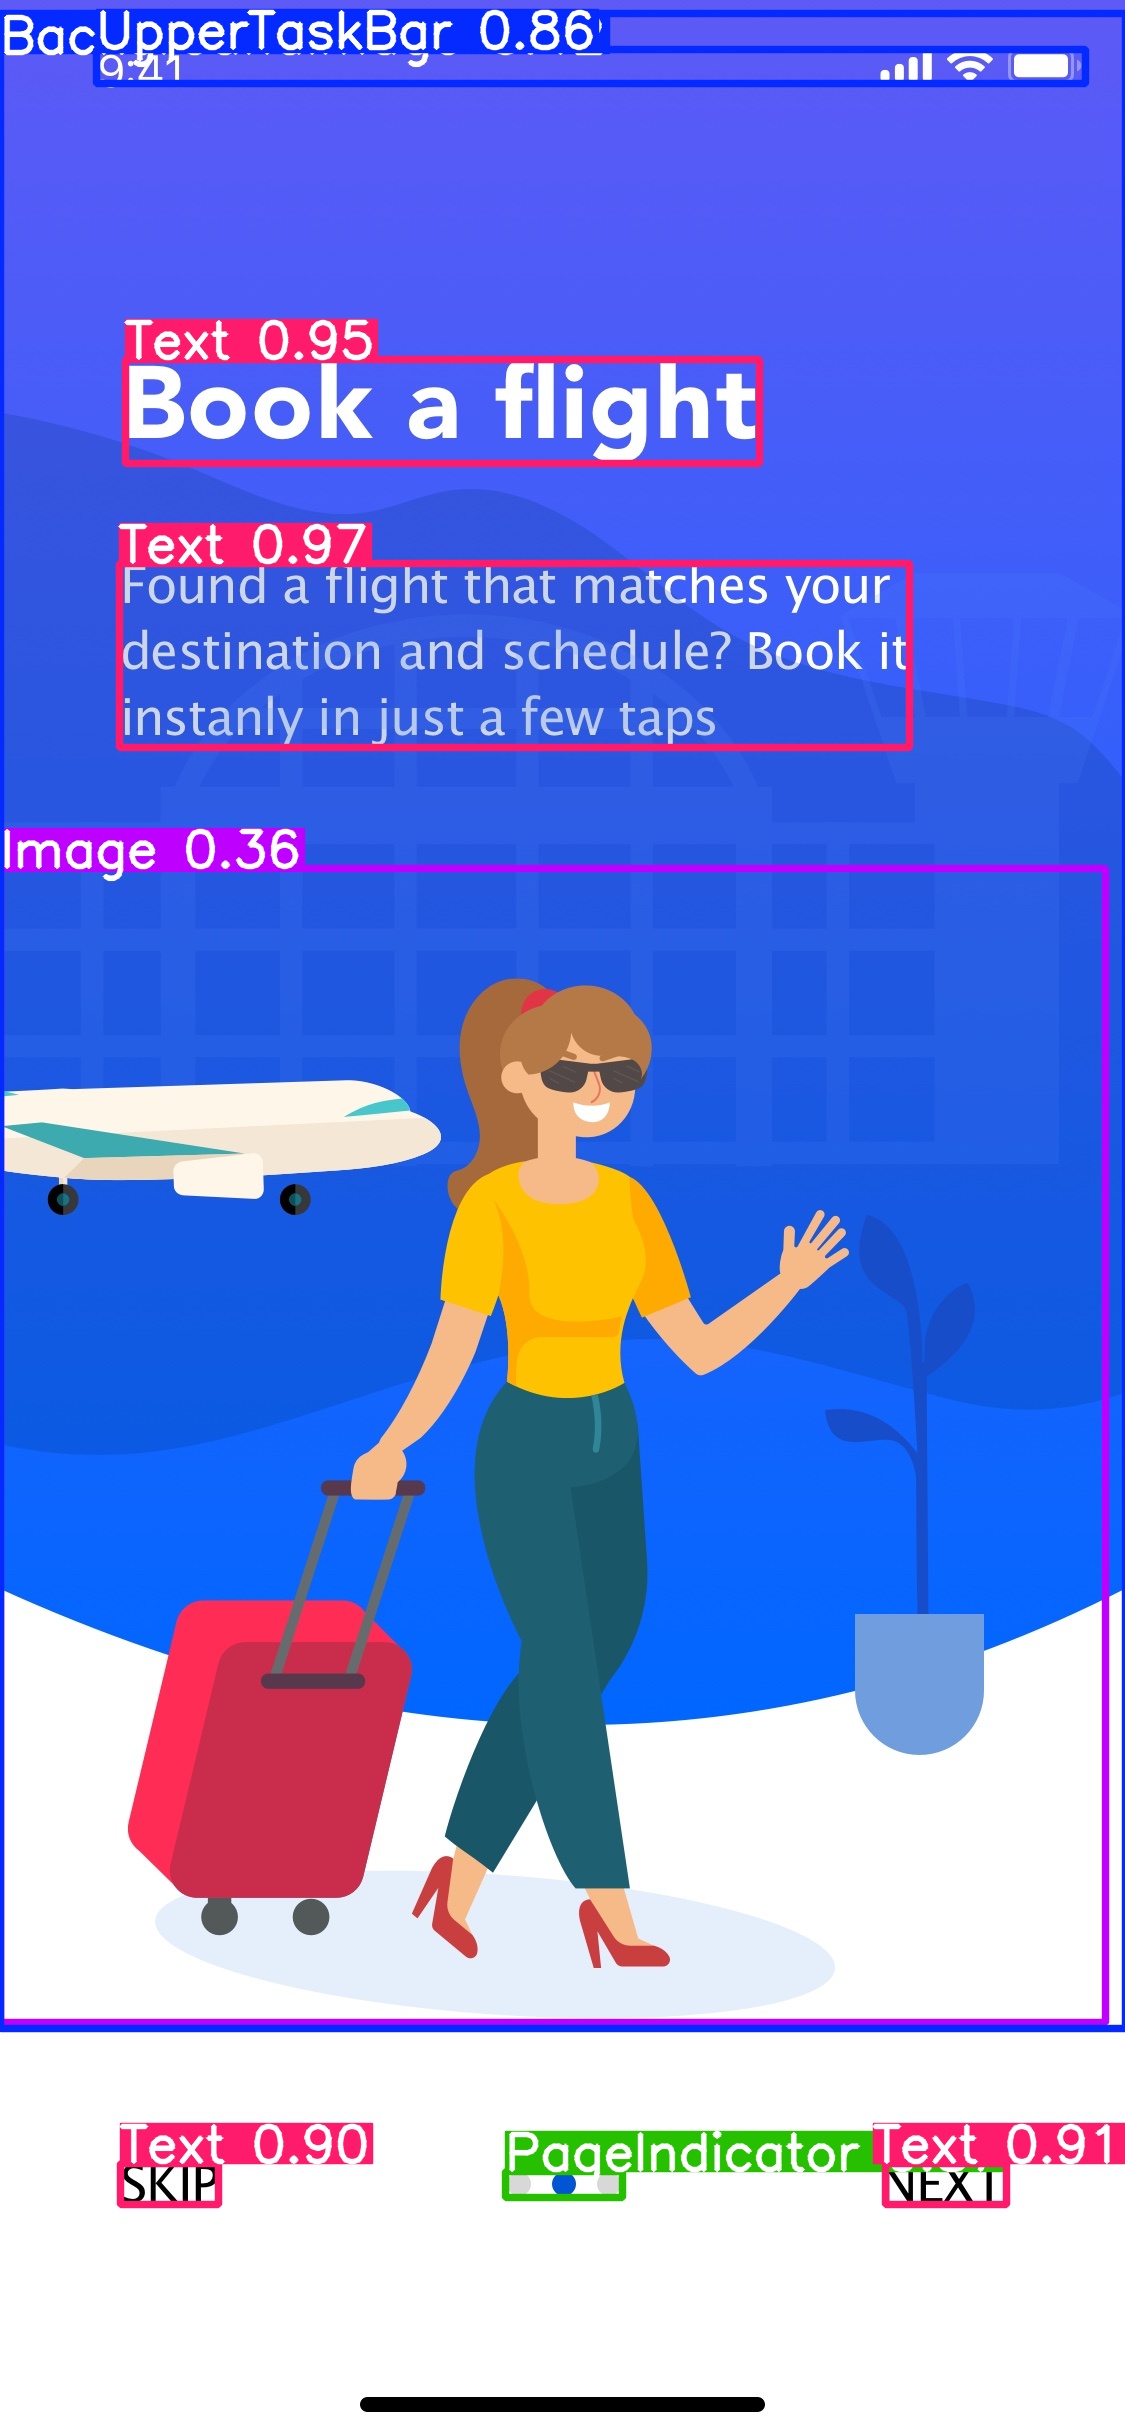 BacUpperTaskBar 0.86
9:41
Text 0.95
Book a flight
Text 0.97
Found a flight that matches your
destination and schedule? Book it
instanly in just a few taps
Image 0.36
Text 0.90
PageIndicator
Text 0.91
SKIP
NEXT